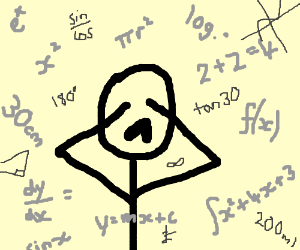 eˣ
sin/cos
πr²
log..
x²
2+2=4
180°
30cm
tan30
f(x)
∞
dy/dx =
y=mx+c
∫x²+4x+3
sin-x
200m